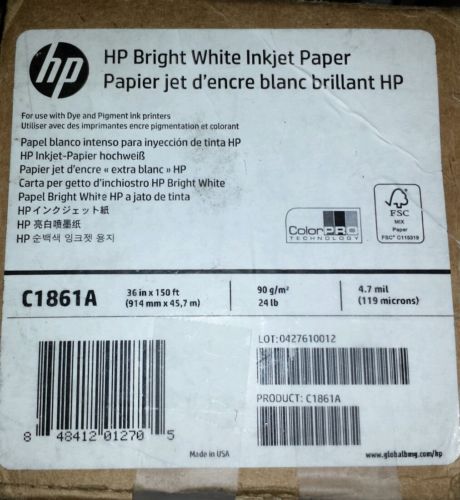 hp
HP Bright White Inkjet Paper
Papier jet d'encre blanc brillant HP
For use with Dye and Pigment ink printers
Utiliser avec des imprimantes encre pigmentation et colorant
Papel blanco intenso para inyección de tinta HP
HP Inkjet-Papier hochweiß
Papier jet d'encre « extra blanc » HP
Carta per getto d'inchiostro HP Bright White
Papel Bright White HP a jato de tinta
HP インクジェット紙
HP 亮白喷墨纸
HP 순백색 잉크젯 용지
ColorPRO
TECHNOLOGY
FSC
MIX
Paper
FSC® C115319
C1861A
36 in x 150 ft
(914 mm x 45,7 m)
90 g/m²
24 lb
4.7 mil
(119 microns)
LOT:0427610012
PRODUCT: C1861A
8 48412 01270 5
Made in USA
www.globalbmg.com/hp